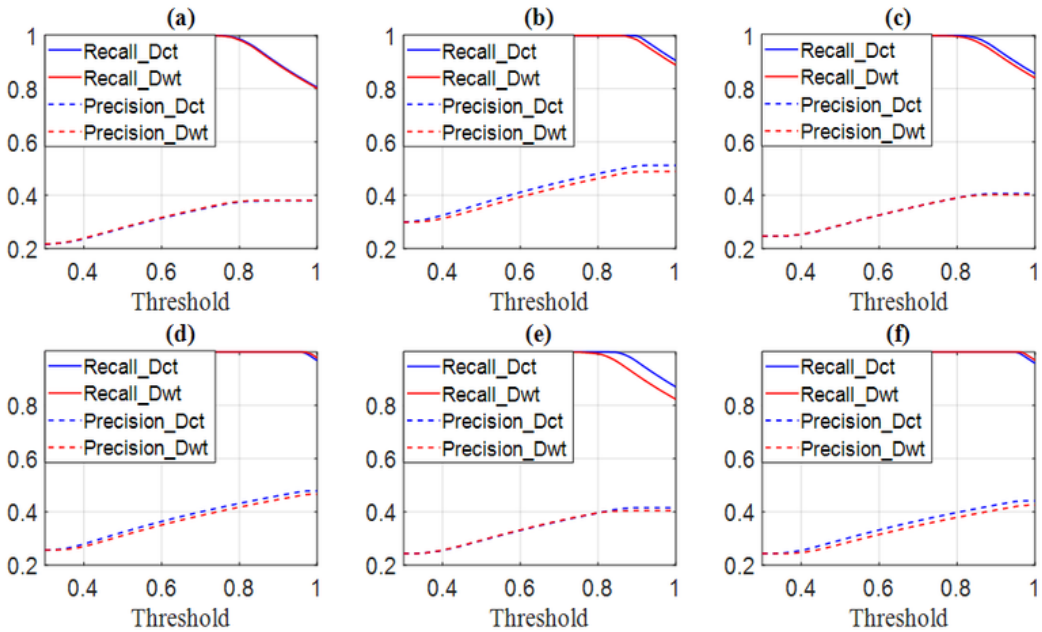 (a)
1
0.8
0.6
0.4
0.2
Recall_Dct
Recall_Dwt
Precision_Dct
Precision_Dwt
0.4 0.6 0.8 1
Threshold
(b)
1
0.8
0.6
0.4
0.2
Recall_Dct
Recall_Dwt
Precision_Dct
Precision_Dwt
0.4 0.6 0.8 1
Threshold
(c)
1
0.8
0.6
0.4
0.2
Recall_Dct
Recall_Dwt
Precision_Dct
Precision_Dwt
0.4 0.6 0.8 1
Threshold
(d)
0.8
0.6
0.4
0.2
Recall_Dct
Recall_Dwt
Precision_Dct
Precision_Dwt
0.4 0.6 0.8 1
Threshold
(e)
0.8
0.6
0.4
0.2
Recall_Dct
Recall_Dwt
Precision_Dct
Precision_Dwt
0.4 0.6 0.8 1
Threshold
(f)
0.8
0.6
0.4
0.2
Recall_Dct
Recall_Dwt
Precision_Dct
Precision_Dwt
0.4 0.6 0.8 1
Threshold